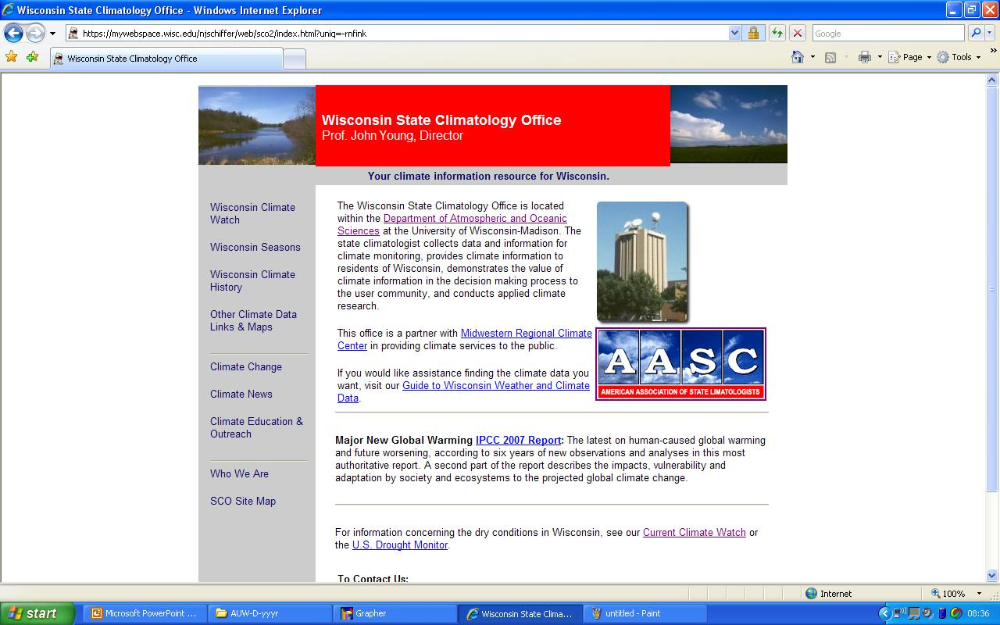 Wisconsin State Climatology Office - Windows Internet Explorer
https://mywebspace.wisc.edu/njschiffer/web/sco2/index.html?uniq=-rnfink
Google
Wisconsin State Climatology Office
Page
Tools
Wisconsin State Climatology Office
Prof. John Young, Director
Your climate information resource for Wisconsin.
Wisconsin Climate
Watch
Wisconsin Seasons
Wisconsin Climate
History
Other Climate Data
Links & Maps
Climate Change
Climate News
Climate Education &
Outreach
Who We Are
SCO Site Map
The Wisconsin State Climatology Office is located
within the Department of Atmospheric and Oceanic
Sciences at the University of Wisconsin-Madison. The
state climatologist collects data and information for
climate monitoring, provides climate information to
residents of Wisconsin, demonstrates the value of
climate information in the decision making process to
the user community, and conducts applied climate
research.
This office is a partner with Midwestern Regional Climate
Center in providing climate services to the public.
If you would like assistance finding the climate data you
want, visit our Guide to Wisconsin Weather and Climate
Data.
AASC
AMERICAN ASSOCIATION OF STATE LIMATOLOGISTS
Major New Global Warming IPCC 2007 Report: The latest on human-caused global warming
and future worsening, according to six years of new observations and analyses in this most
authoritative report. A second part of the report describes the impacts, vulnerability and
adaptation by society and ecosystems to the projected global climate change.
For information concerning the dry conditions in Wisconsin, see our Current Climate Watch or
the U.S. Drought Monitor.
To Contact Us:
Internet
100%
start
Microsoft PowerPoint ...
AUW-D-yyyr
Grapher
Wisconsin State Clima...
untitled - Paint
08:36